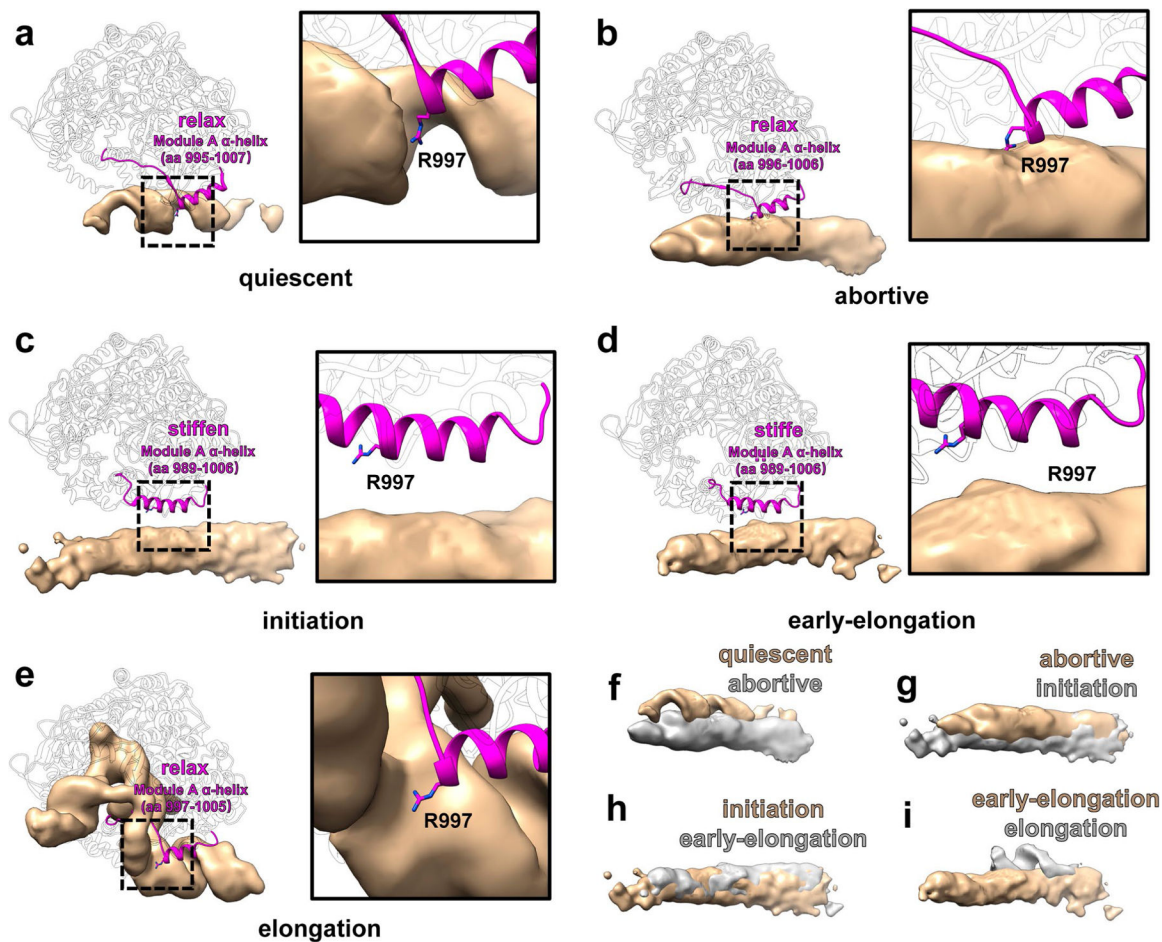 a
relax
Module A α-helix
(aa 995-1007)
R997
quiescent
b
relax
Module A α-helix
(aa 996-1006)
R997
abortive
c
stiffen
Module A α-helix
(aa 989-1006)
R997
initiation
d
stiffe
Module A α-helix
(aa 989-1006)
R997
early-elongation
e
relax
Module A α-helix
(aa 997-1005)
R997
elongation
f
quiescent
abortive
g
abortive
initiation
h
initiation
early-elongation
i
early-elongation
elongation